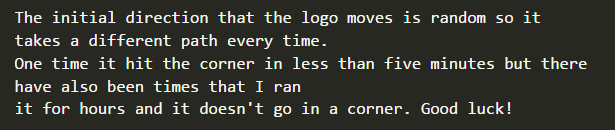 The initial direction that the logo moves is random so it
takes a different path every time.
One time it hit the corner in less than five minutes but there
have also been times that I ran
it for hours and it doesn't go in a corner. Good luck!